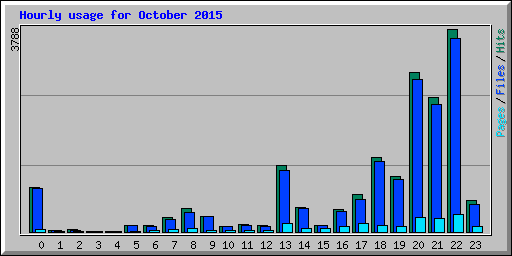 Hourly usage for October 2015
3788
Pages/Files/Hits
0 1 2 3 4 5 6 7 8 9 10 11 12 13 14 15 16 17 18 19 20 21 22 23